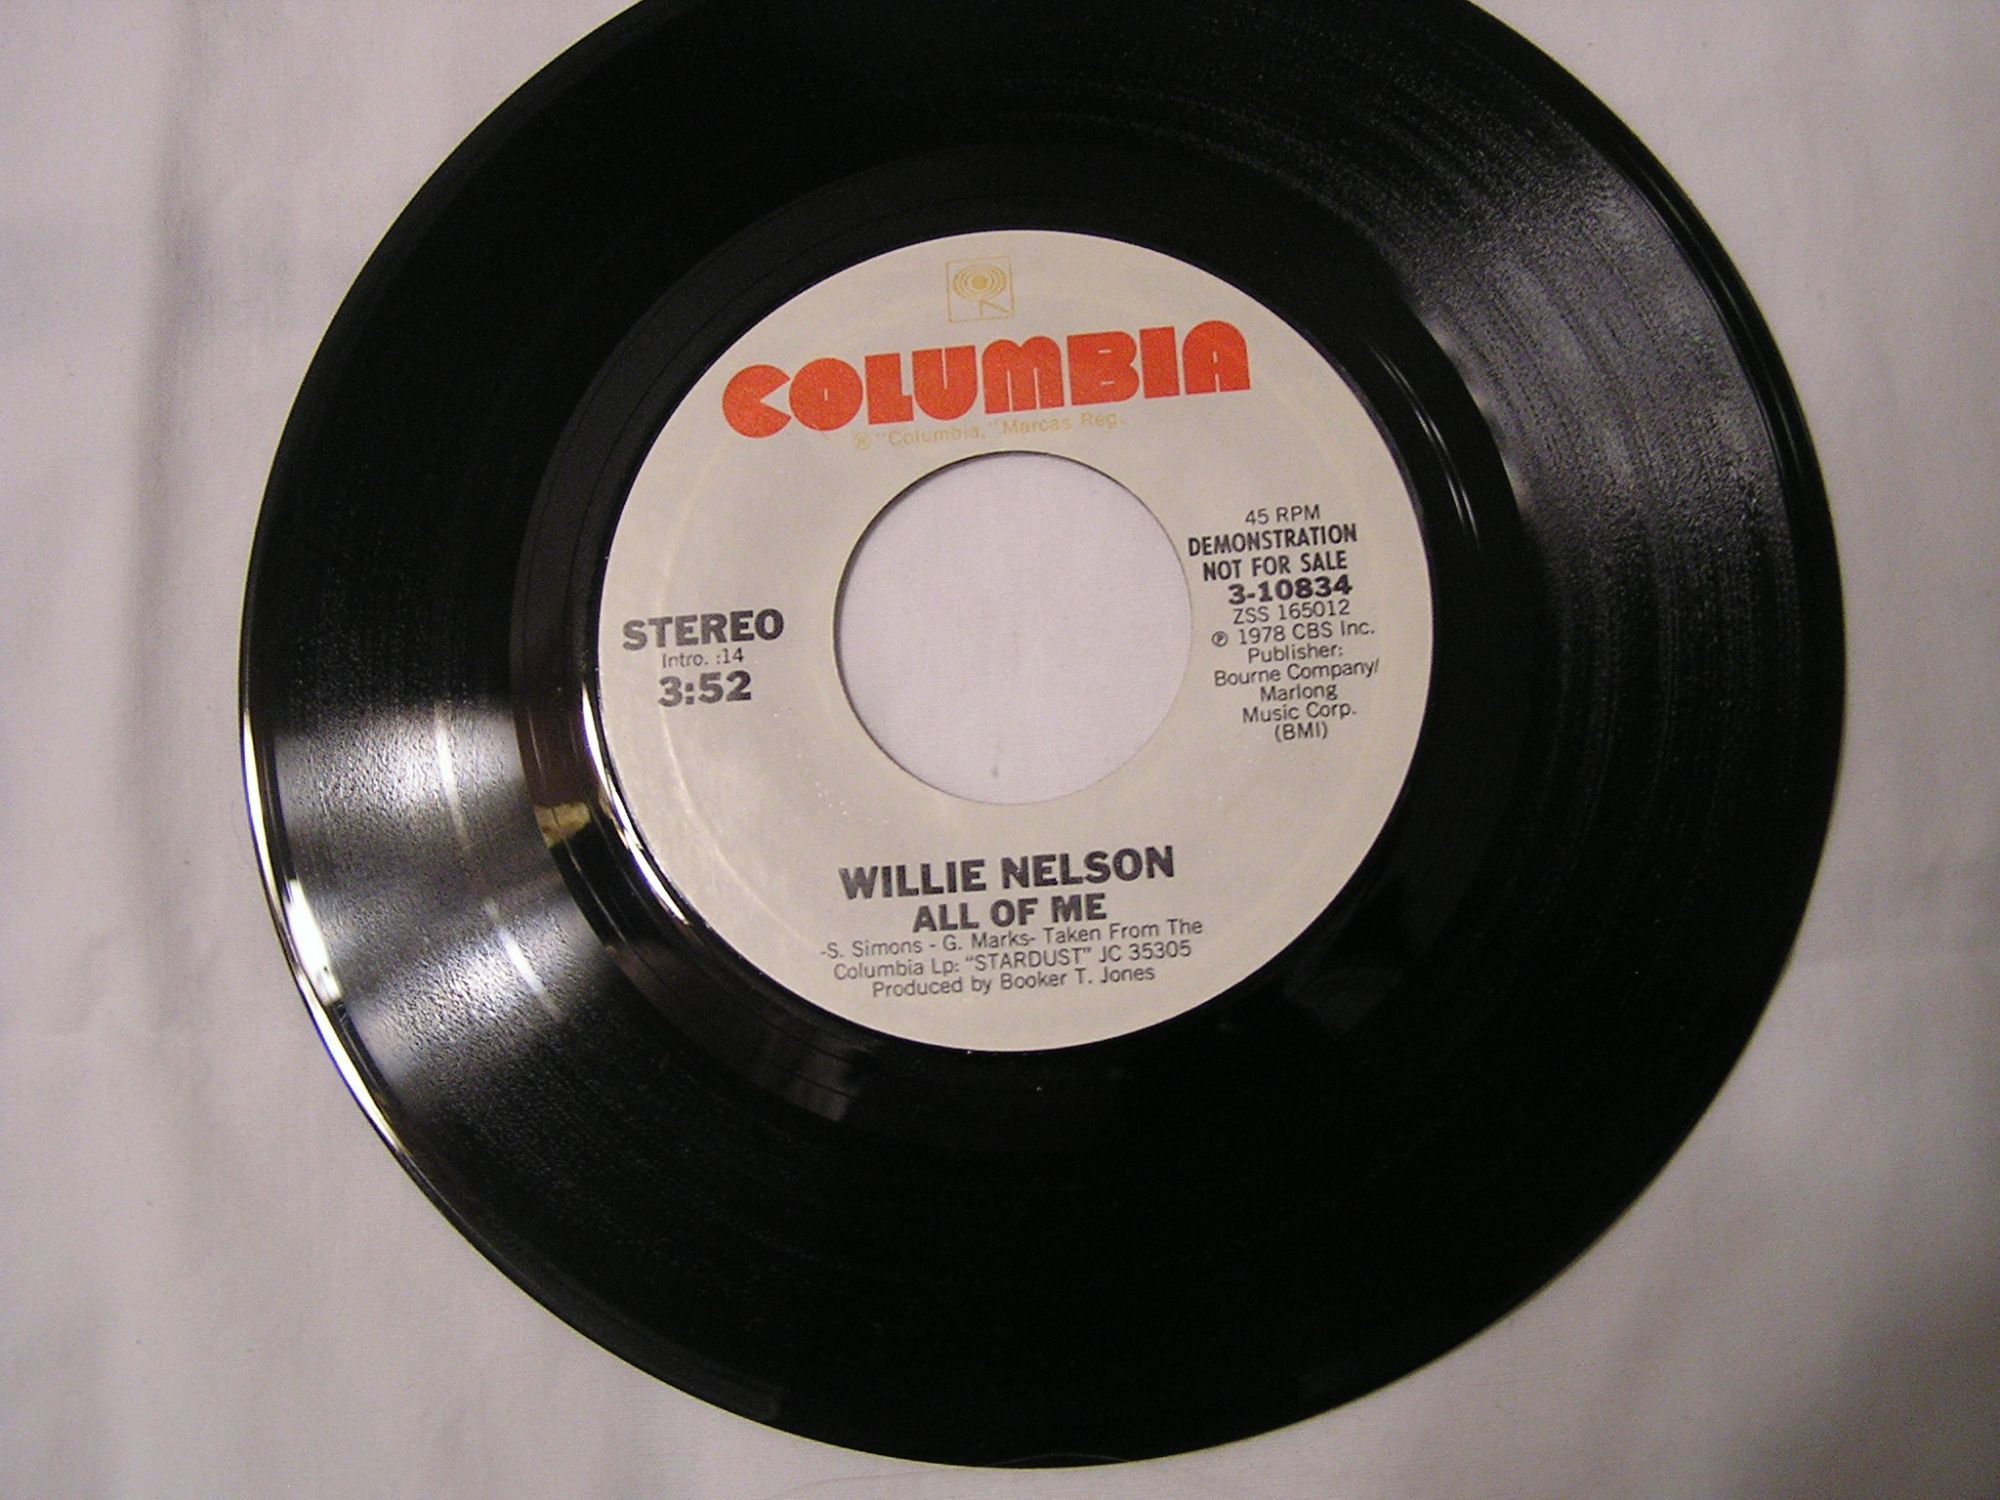 COLUMBIA
® "Columbia," Marcas Reg.
45 RPM
DEMONSTRATION
NOT FOR SALE
3-10834
ZSS 165012
℗ 1978 CBS Inc.
Publisher:
Bourne Company/
Marlong
Music Corp.
(BMI)
STEREO
Intro. :14
3:52
WILLIE NELSON
ALL OF ME
-S. Simons - G. Marks- Taken From The
Columbia Lp: "STARDUST" JC 35305
Produced by Booker T. Jones